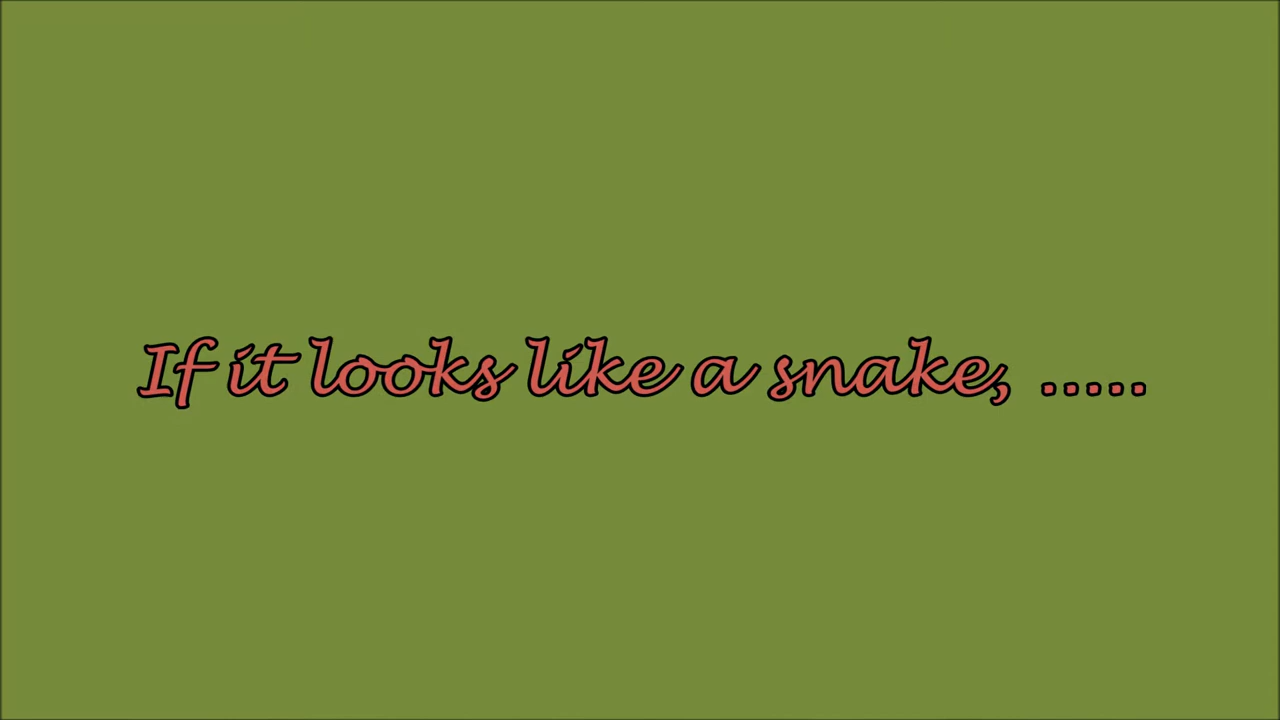 If it looks like a snake, .....